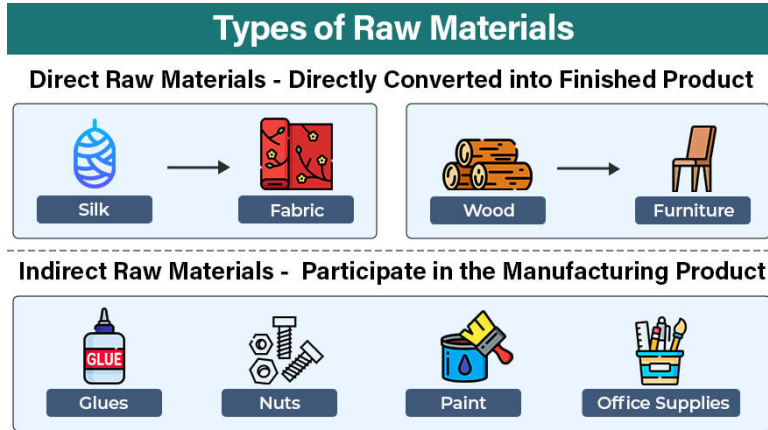 Types of Raw Materials
Direct Raw Materials - Directly Converted into Finished Product
Silk
Fabric
Wood
Furniture
Indirect Raw Materials - Participate in the Manufacturing Product
GLUE
Glues
Nuts
Paint
Office Supplies